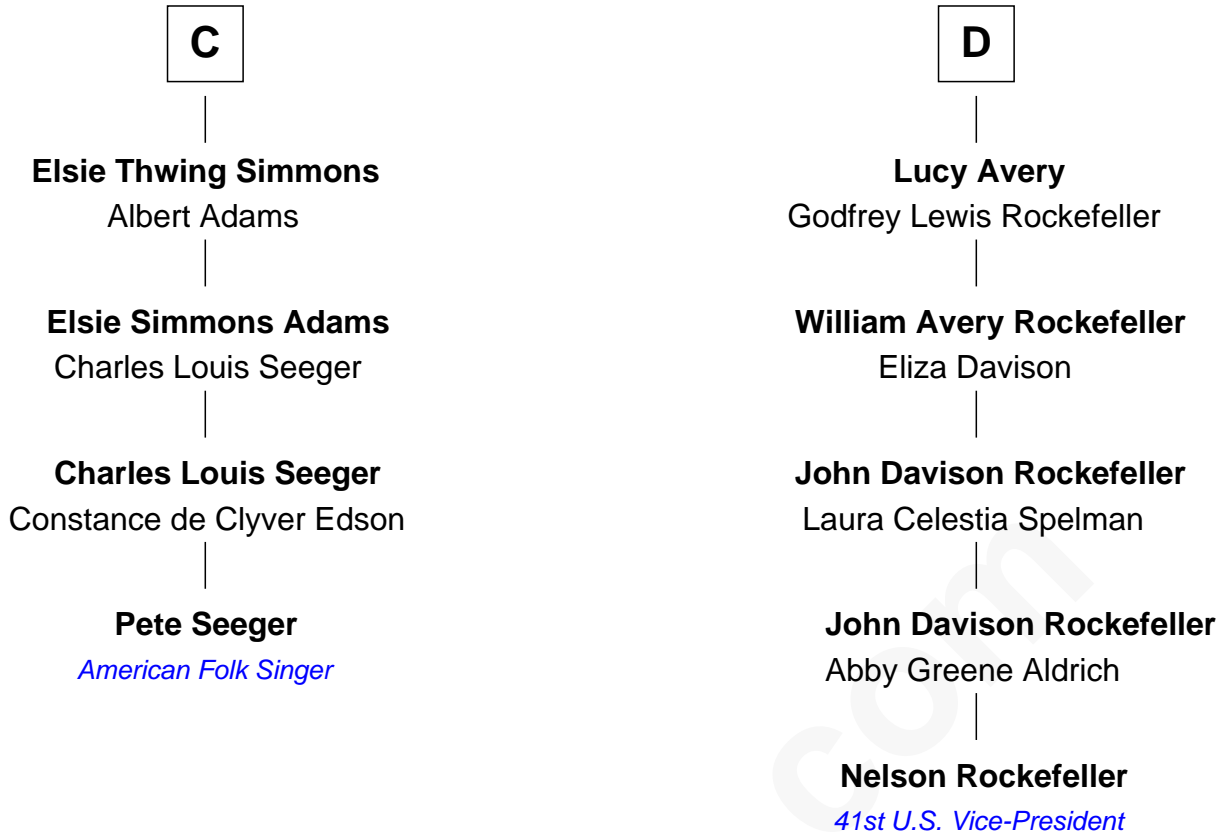 C
Elsie Thwing Simmons
Albert Adams
Elsie Simmons Adams
Charles Louis Seeger
Charles Louis Seeger
Constance de Clyver Edson
Pete Seeger
American Folk Singer
D
Lucy Avery
Godfrey Lewis Rockefeller
William Avery Rockefeller
Eliza Davison
John Davison Rockefeller
Laura Celestia Spelman
John Davison Rockefeller
Abby Greene Aldrich
Nelson Rockefeller
41st U.S. Vice-President
com